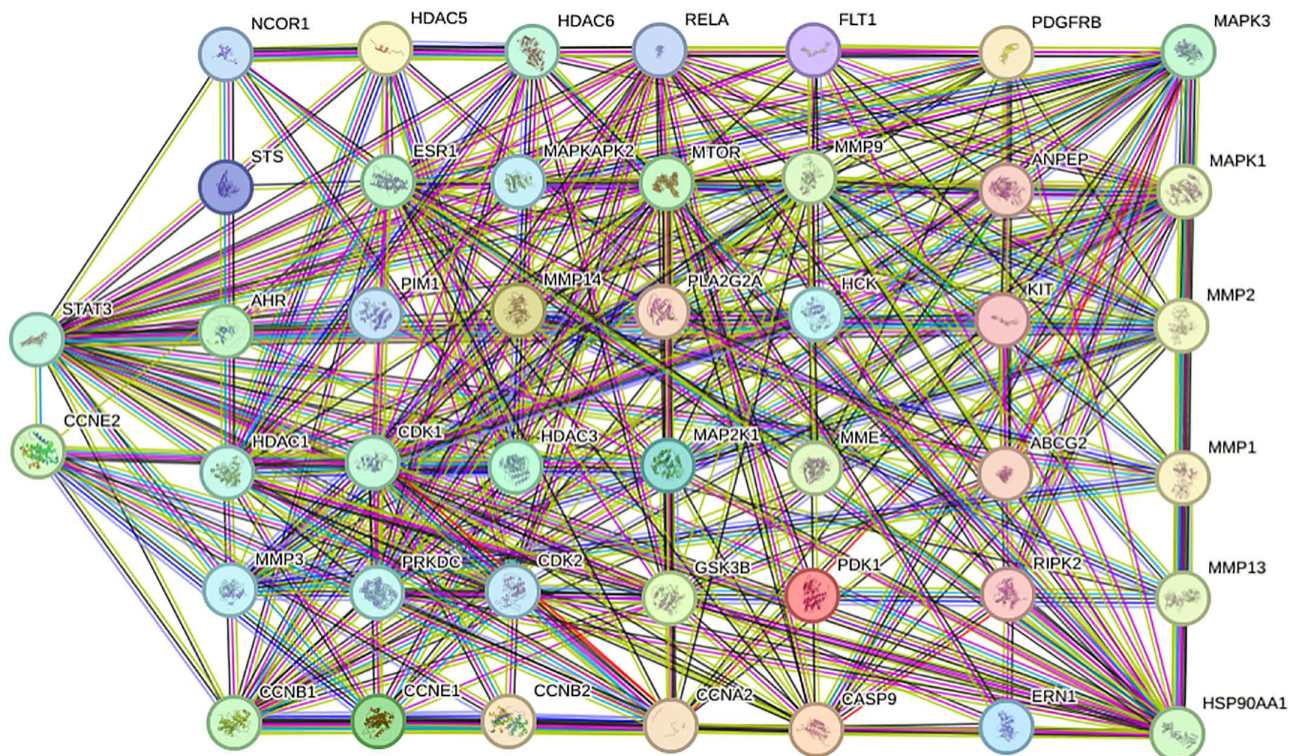 NCOR1
HDAC5
HDAC6
RELA
FLT1
PDGFRB
MAPK3
STS
ESR1
MAPKAPK2
MTOR
MMP9
ANPEP
MAPK1
STAT3
AHR
PIM1
MMP14
PLA2G2A
HCK
KIT
MMP2
CCNE2
HDAC1
CDK1
HDAC3
MAP2K1
MME
ABCG2
MMP1
MMP3
PRKDC
CDK2
GSK3B
PDK1
RIPK2
MMP13
CCNB1
CCNE1
CCNB2
CCNA2
CASP9
ERN1
HSP90AA1